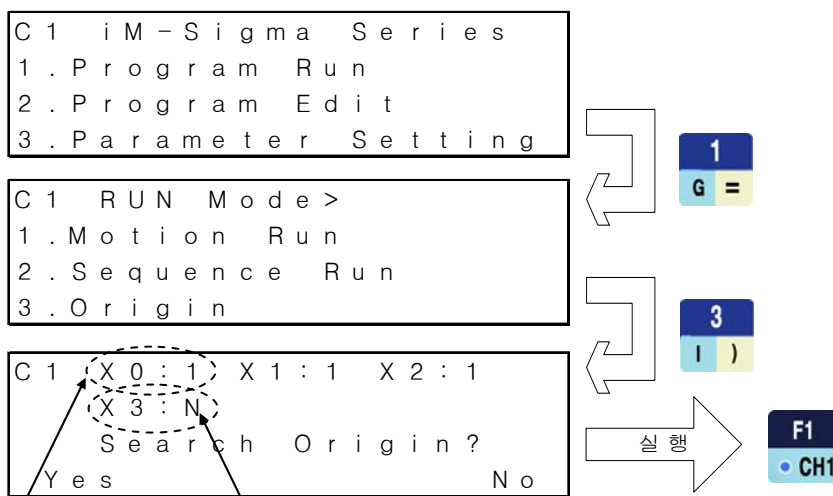 C1 iM-Sigma Series
1.Program Run
2.Program Edit
3.Parameter Setting
1
G =
C1 RUN Mode>
1.Motion Run
2.Sequence Run
3.Origin
3
I )
C1 X0:1 X1:1 X2:1
X3:N
Search Origin?
Yes No
실행
F1
CH1